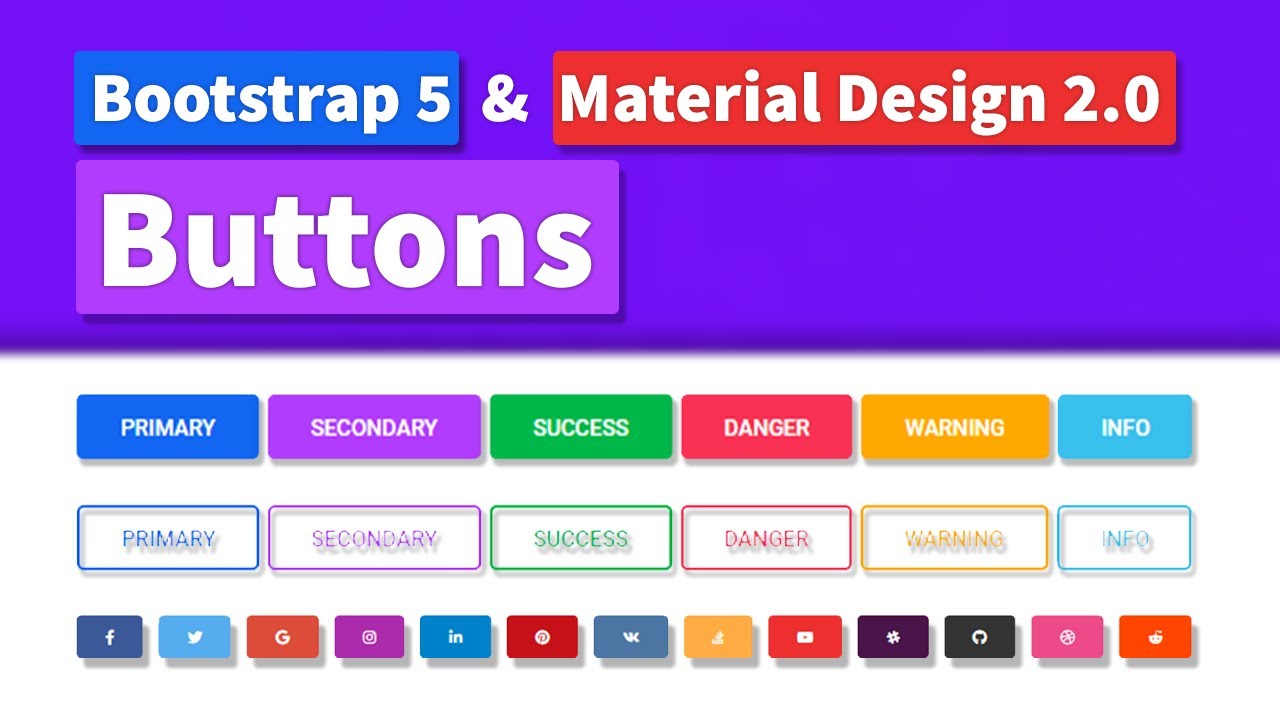 Bootstrap 5 & Material Design 2.0
Buttons
PRIMARY SECONDARY SUCCESS DANGER WARNING INFO
PRIMARY SECONDARY SUCCESS DANGER WARNING INFO